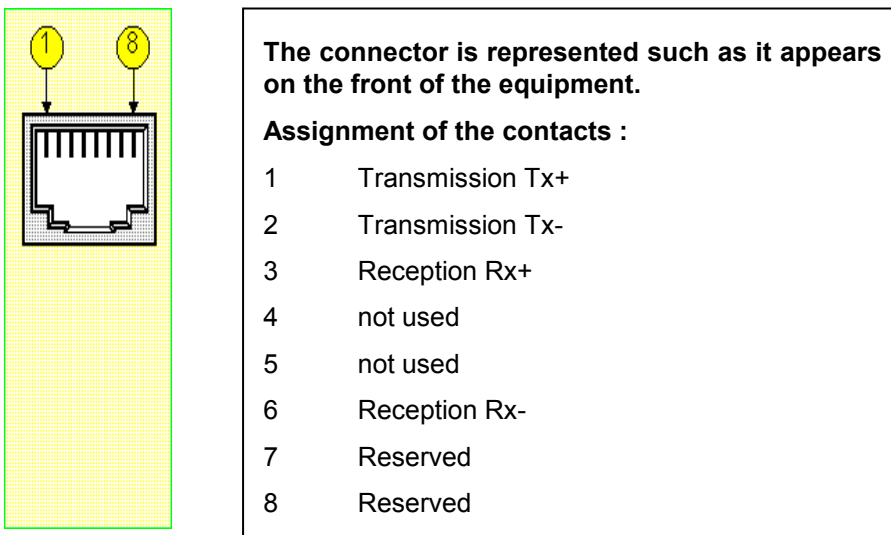 1 8
The connector is represented such as it appears
on the front of the equipment.
Assignment of the contacts :
1 Transmission Tx+
2 Transmission Tx-
3 Reception Rx+
4 not used
5 not used
6 Reception Rx-
7 Reserved
8 Reserved